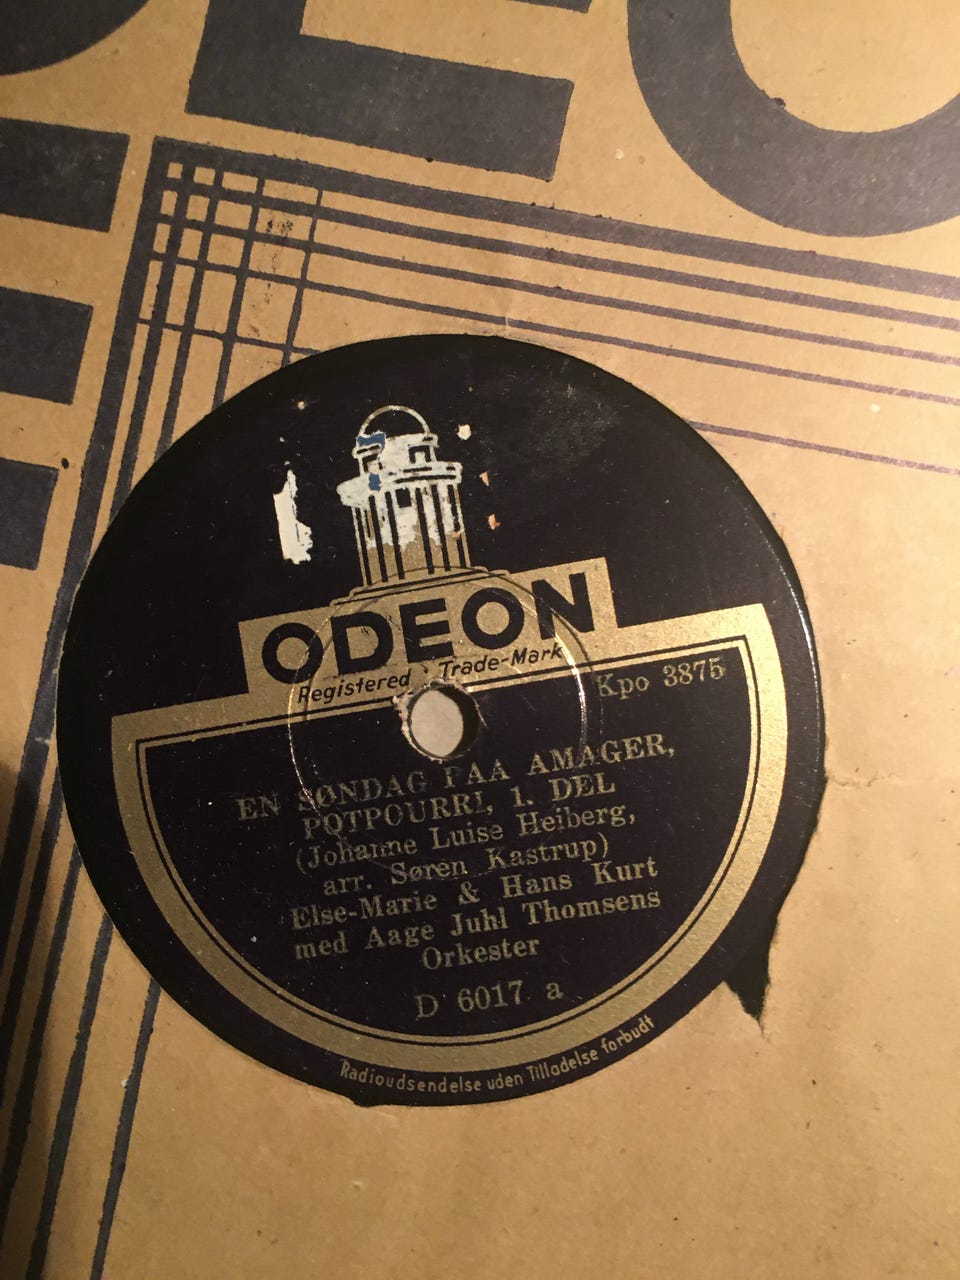 ODEON
Registered Trade-Mark
Kpo 3875
EN SØNDAG PAA AMAGER,
POTPOURRI, 1. DEL
(Johanne Luise Heiberg,
arr. Søren Kastrup)
Else-Marie & Hans Kurt
med Aage Juhl Thomsens
Orkester
D 6017 a
Radioudsendelse uden Tilladelse forbudt